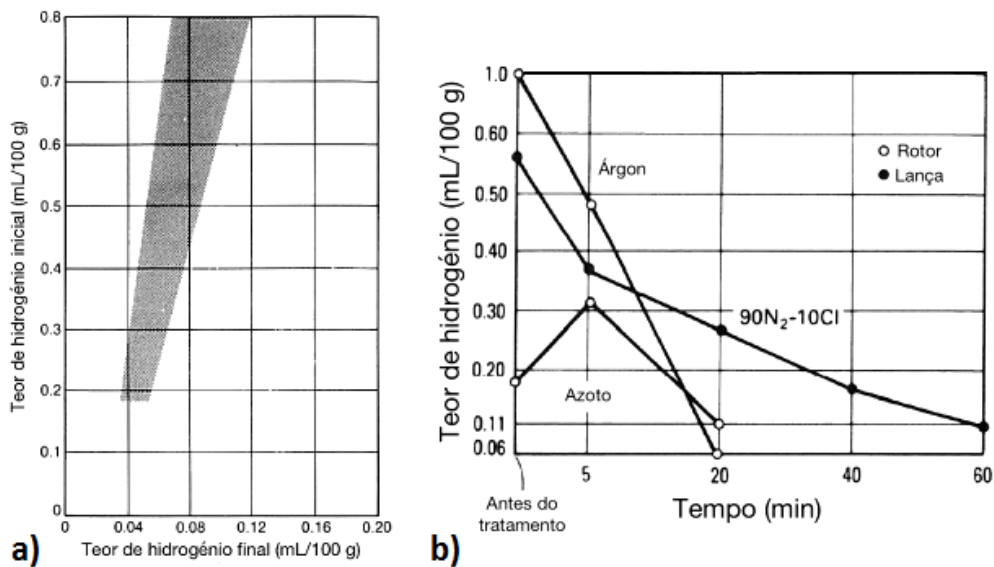 0.8
0.7
0.6
0.5
0.4
0.3
0.2
0.1
0
Teor de hidrogénio inicial (mL/100 g)
0 0.04 0.08 0.12 0.16 0.20
Teor de hidrogénio final (mL/100 g)
a)
1.0
0.60
0.50
0.40
0.30
0.20
0.11
0.06
Teor de hidrogénio (mL/100 g)
Rotor
Lança
Árgon
90N₂-10Cl
Azoto
5 20 40 60
Antes do
tratamento
Tempo (min)
b)